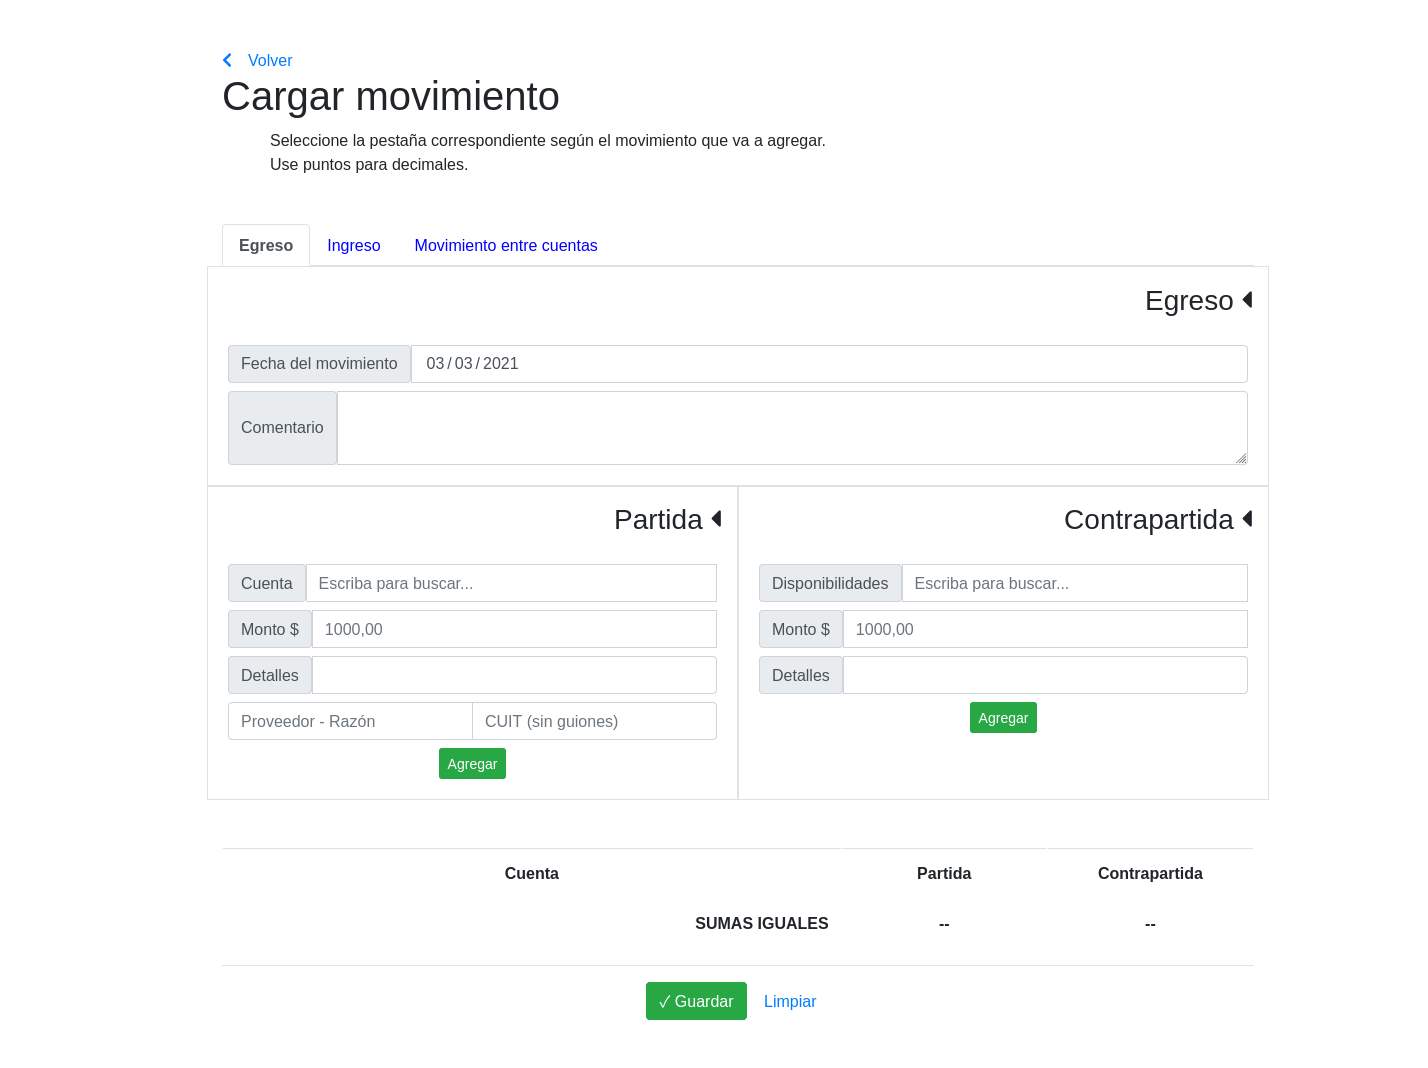 Volver
Cargar movimiento
Seleccione la pestaña correspondiente según el movimiento que va a agregar.
Use puntos para decimales.
Egreso Ingreso Movimiento entre cuentas
Egreso
Fecha del movimiento 03/03/2021
Comentario
Partida
Cuenta Escriba para buscar...
Monto $ 1000,00
Detalles
Proveedor - Razón CUIT (sin guiones)
Agregar
Contrapartida
Disponibilidades Escriba para buscar...
Monto $ 1000,00
Detalles
Agregar
Cuenta Partida Contrapartida
SUMAS IGUALES -- --
✓ Guardar Limpiar